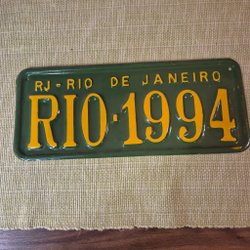 RJ - RIO DE JANEIRO
RIO·1994